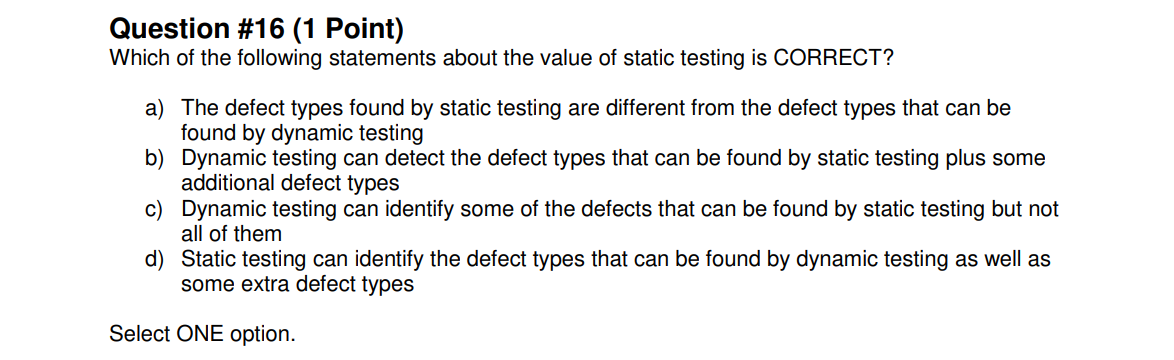 Question #16 (1 Point)
Which of the following statements about the value of static testing is CORRECT?
a) The defect types found by static testing are different from the defect types that can be
found by dynamic testing
b) Dynamic testing can detect the defect types that can be found by static testing plus some
additional defect types
c) Dynamic testing can identify some of the defects that can be found by static testing but not
all of them
d) Static testing can identify the defect types that can be found by dynamic testing as well as
some extra defect types
Select ONE option.